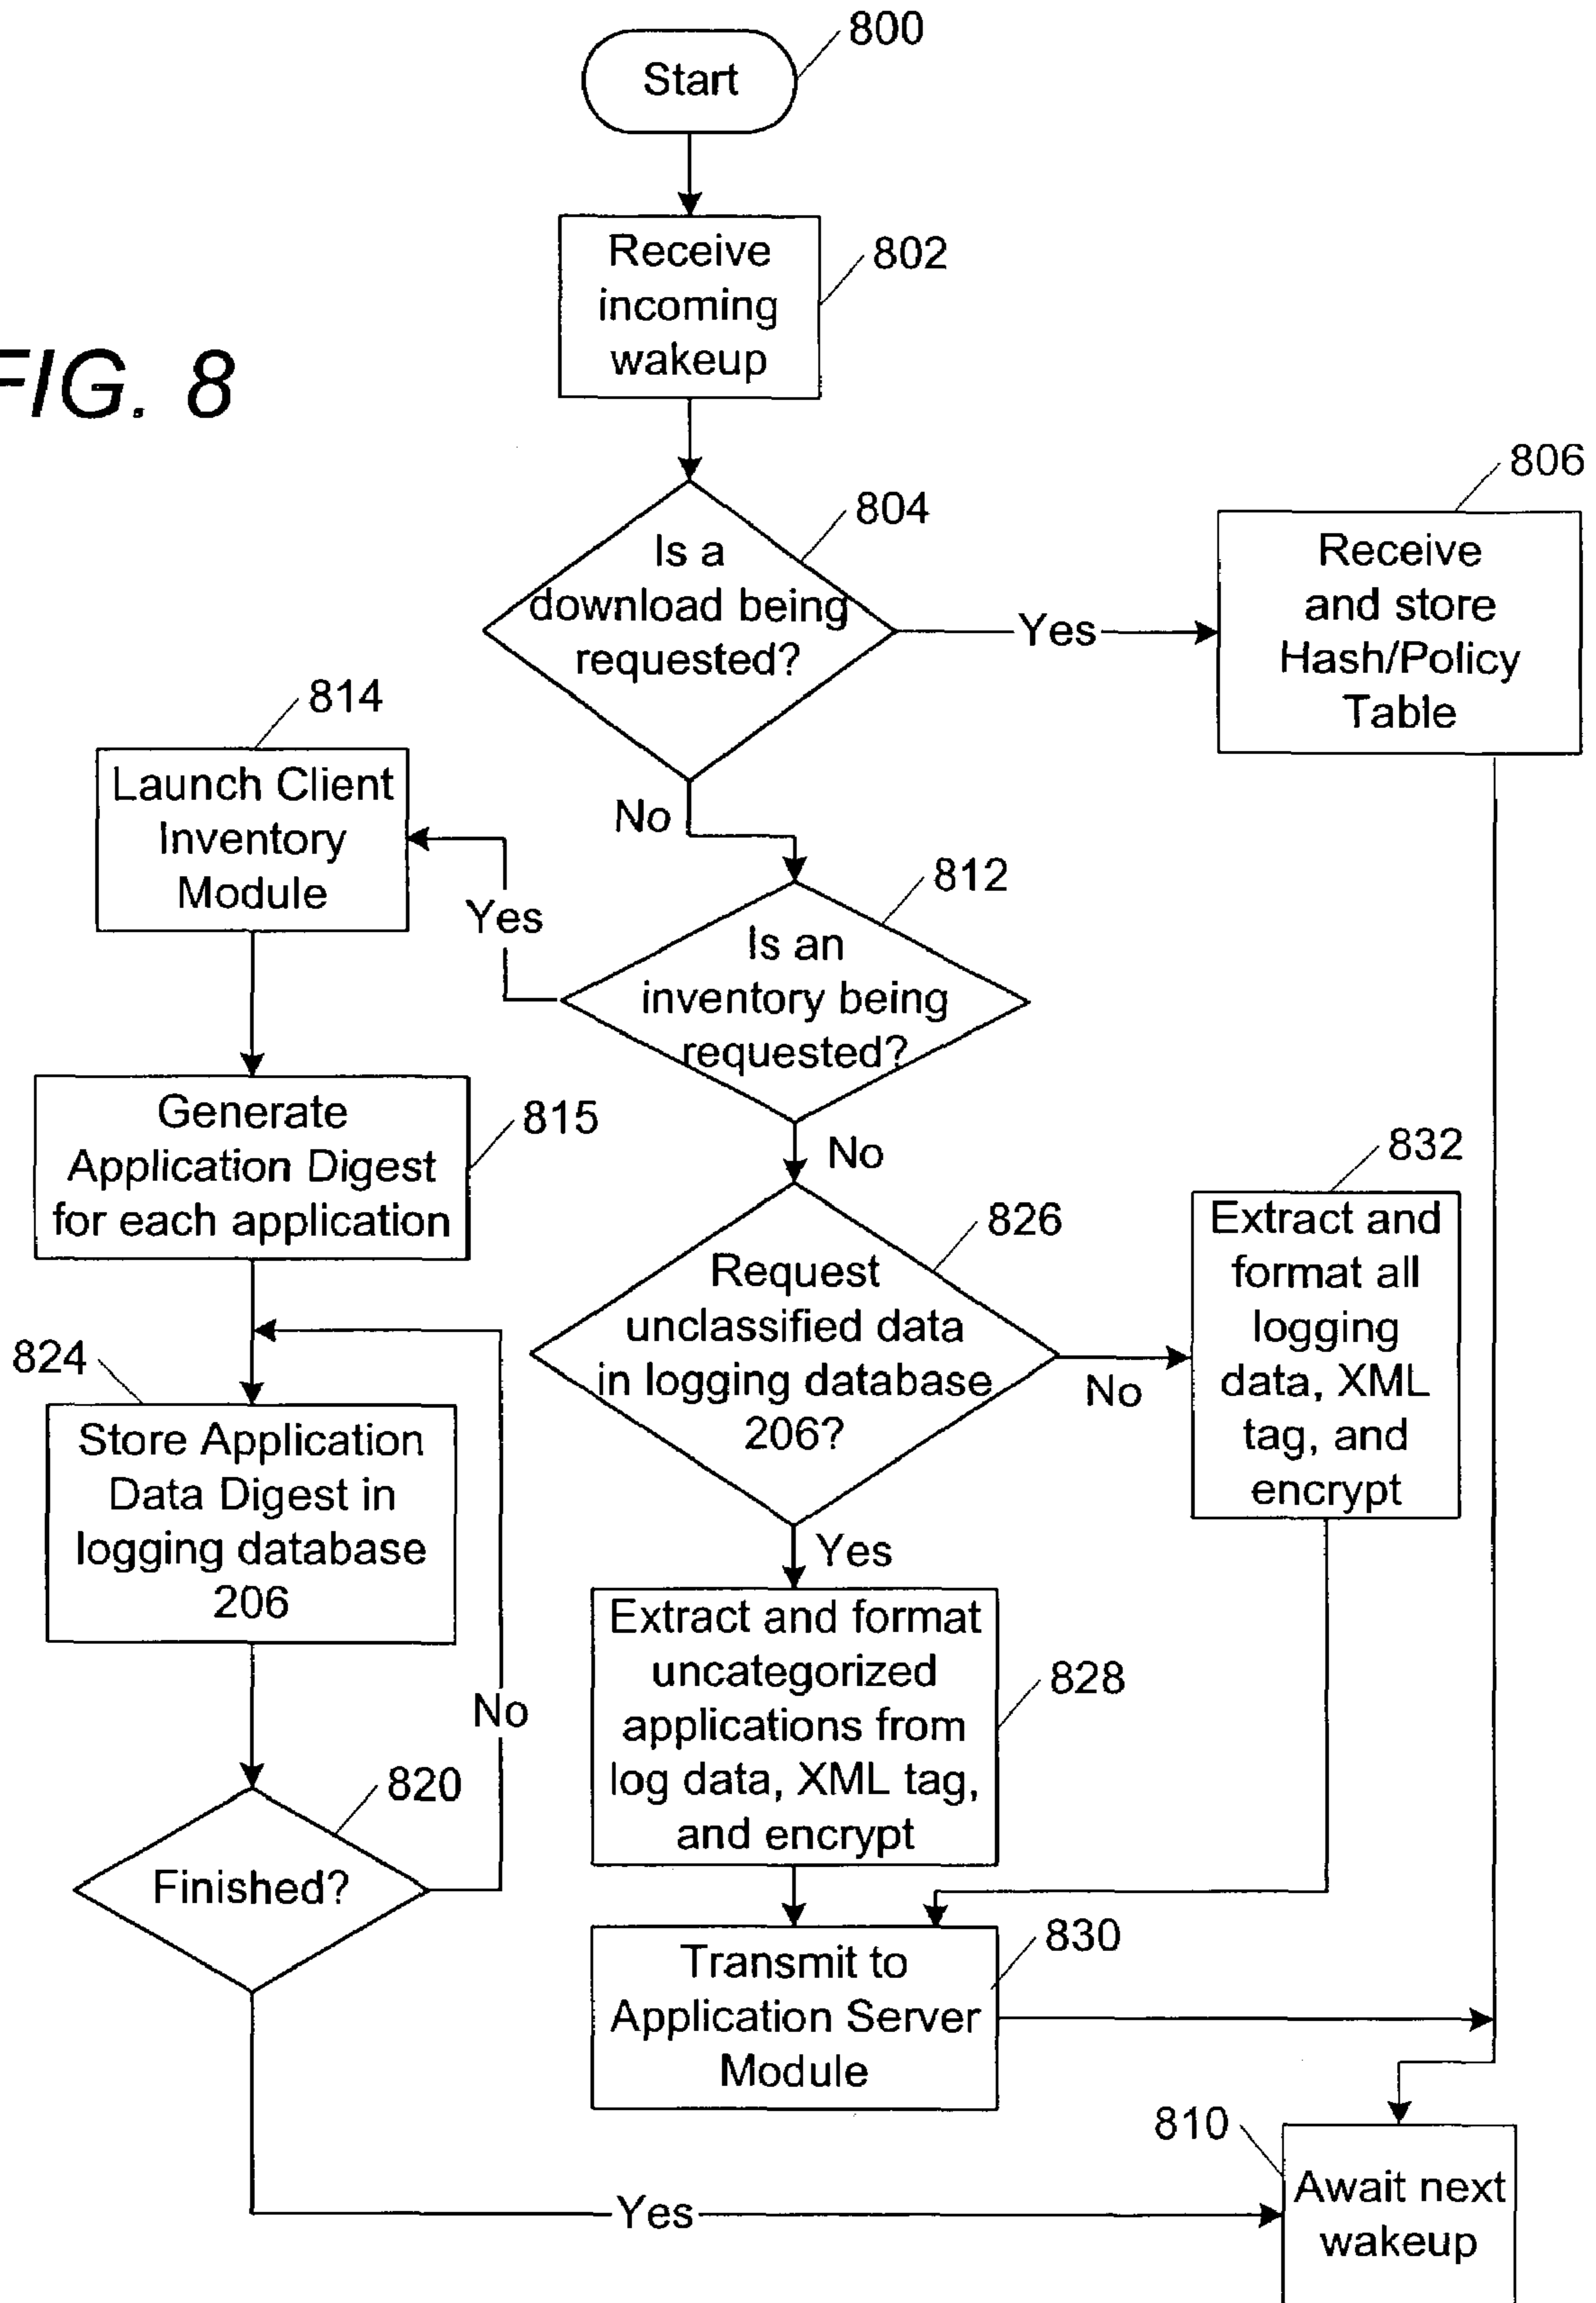 800
Start
Receive
incoming
wakeup
802
FIG. 8
804
Is a
download being
requested?
Yes
806
Receive
and store
Hash/Policy
Table
No
814
Launch Client
Inventory
Module
Yes
812
Is an
inventory being
requested?
Generate
Application Digest
for each application
815
No
832
Extract and
format all
logging
data, XML
tag, and
encrypt
826
Request
unclassified data
in logging database
206?
No
824
Store Application
Data Digest in
logging database
206
Yes
Extract and format
uncategorized
applications from
log data, XML tag,
and encrypt
828
No
820
Finished?
830
Transmit to
Application Server
Module
810
Await next
wakeup
Yes